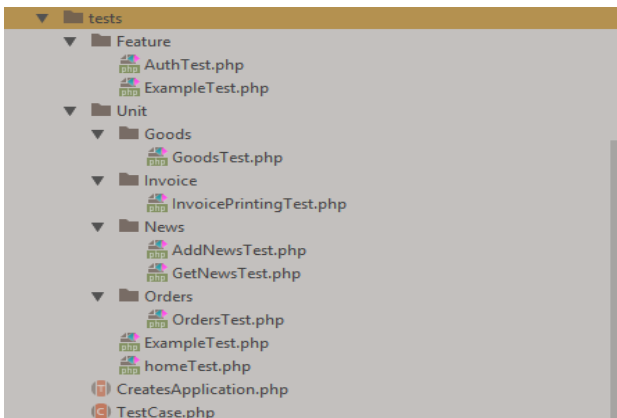 tests
Feature
AuthTest.php
ExampleTest.php
Unit
Goods
GoodsTest.php
Invoice
InvoicePrintingTest.php
News
AddNewsTest.php
GetNewsTest.php
Orders
OrdersTest.php
ExampleTest.php
homeTest.php
CreatesApplication.php
TestCase.php